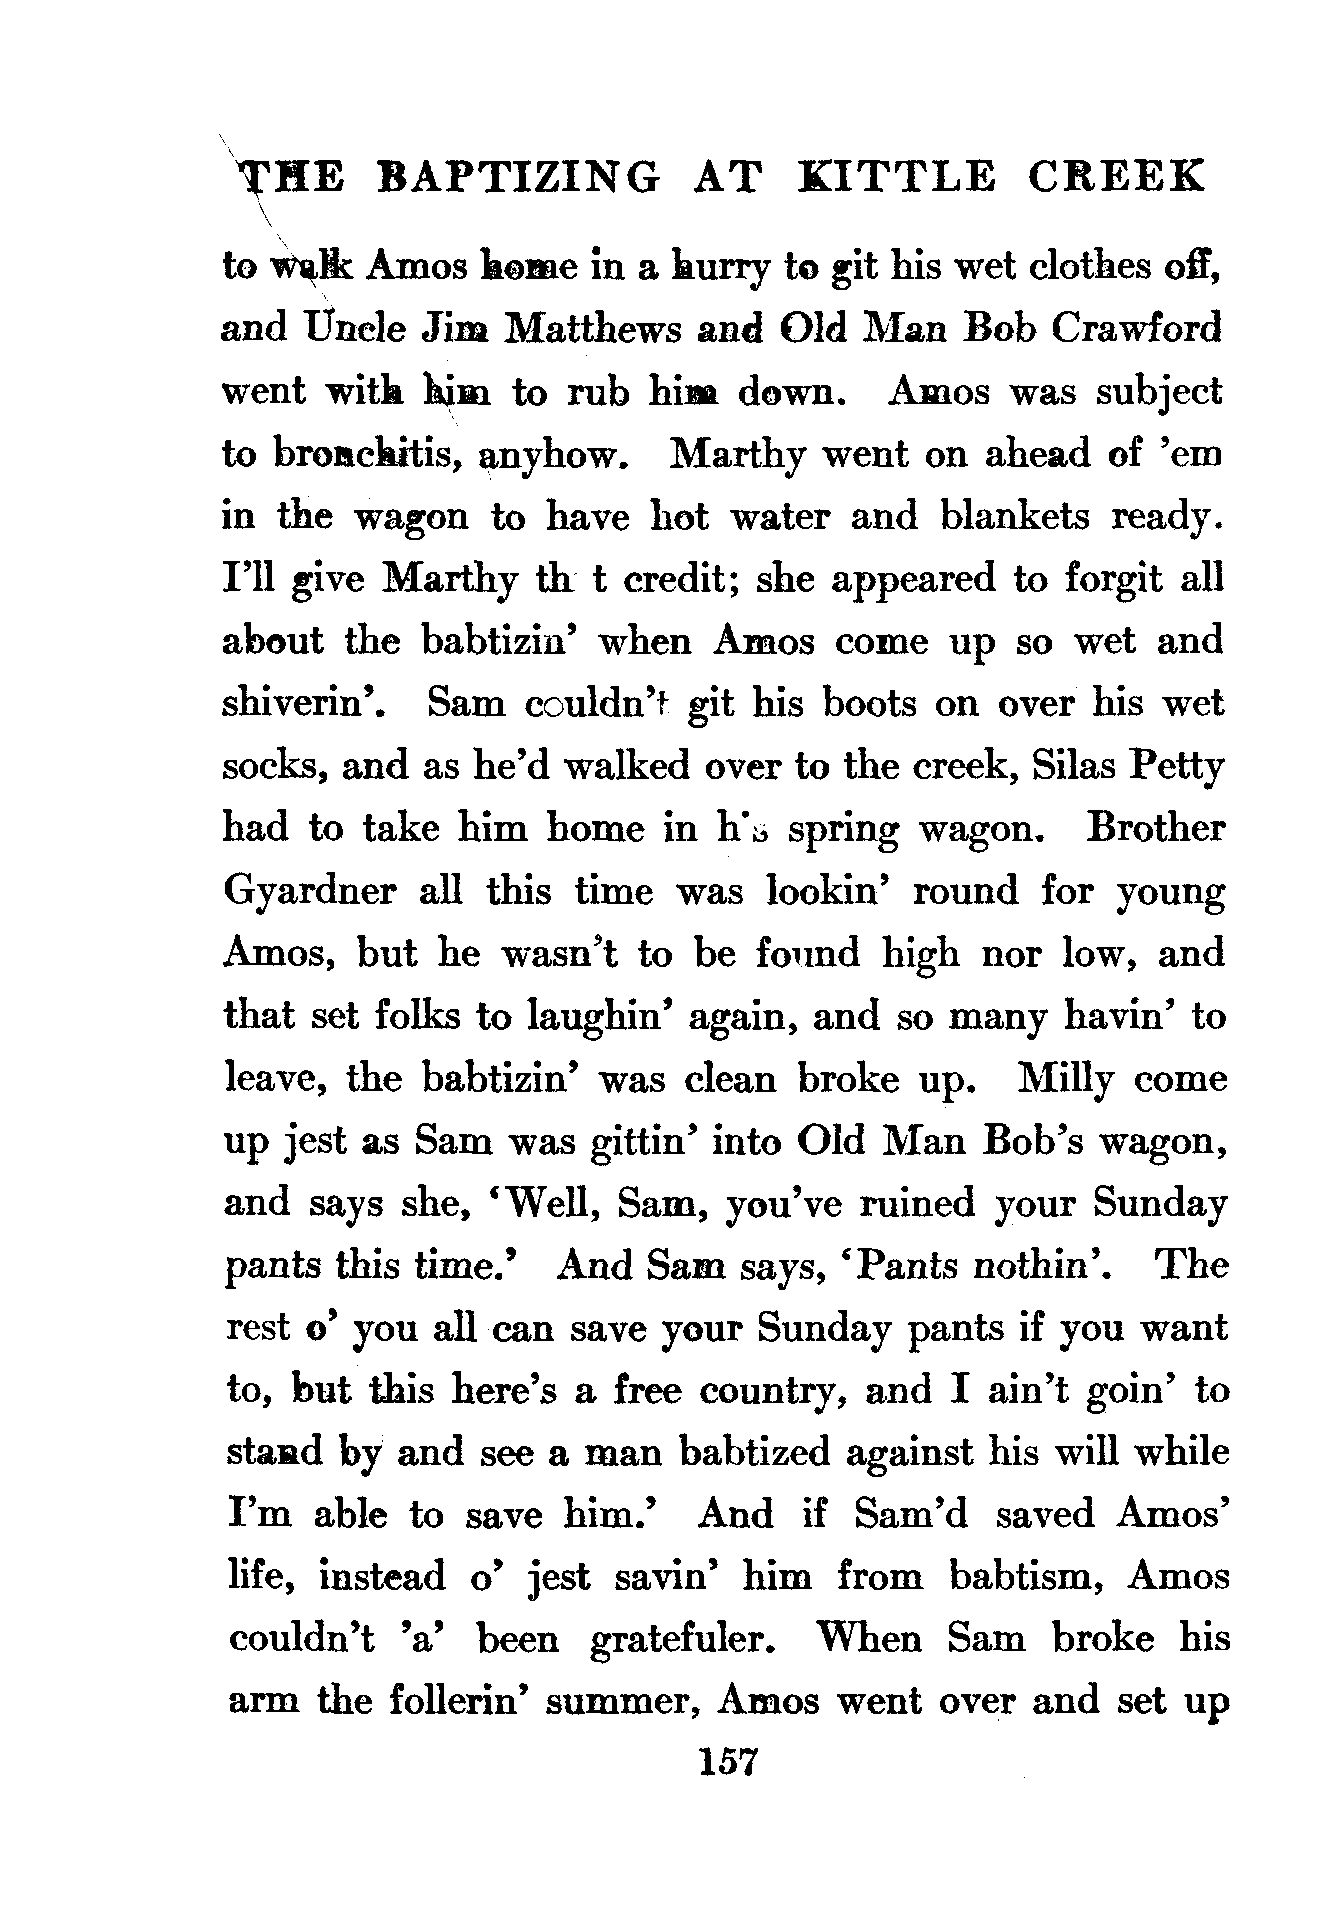 THE BAPTIZING AT KITTLE CREEK
to walk Amos home in a hurry to git his wet clothes off,
and Uncle Jim Matthews and Old Man Bob Crawford
went with him to rub him down. Amos was subject
to bronchitis, anyhow. Marthy went on ahead of ’em
in the wagon to have hot water and blankets ready.
I’ll give Marthy th t credit; she appeared to forgit all
about the babtizin’ when Amos come up so wet and
shiverin’. Sam couldn’t git his boots on over his wet
socks, and as he’d walked over to the creek, Silas Petty
had to take him home in his spring wagon. Brother
Gyardner all this time was lookin’ round for young
Amos, but he wasn’t to be found high nor low, and
that set folks to laughin’ again, and so many havin’ to
leave, the babtizin’ was clean broke up. Milly come
up jest as Sam was gittin’ into Old Man Bob’s wagon,
and says she, ‘Well, Sam, you’ve ruined your Sunday
pants this time.’ And Sam says, ‘Pants nothin’. The
rest o’ you all can save your Sunday pants if you want
to, but this here’s a free country, and I ain’t goin’ to
stand by and see a man babtized against his will while
I’m able to save him.’ And if Sam’d saved Amos’
life, instead o’ jest savin’ him from babtism, Amos
couldn’t ’a’ been gratefuler. When Sam broke his
arm the follerin’ summer, Amos went over and set up
157